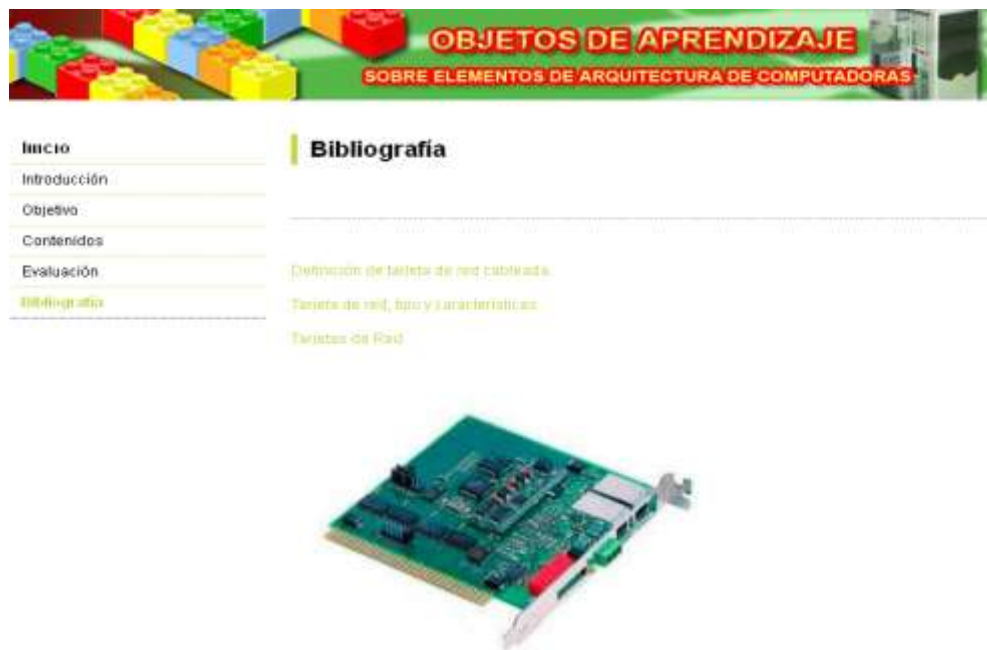 OBJETOS DE APRENDIZAJE
SOBRE ELEMENTOS DE ARQUITECTURA DE COMPUTADORAS
Inicio
Introducción
Objetivo
Contenidos
Evaluación
Bibliografía
Bibliografía
Definición de tarjeta de red cableada
Tarjeta de red, tipo y características
Tarjetas de Red